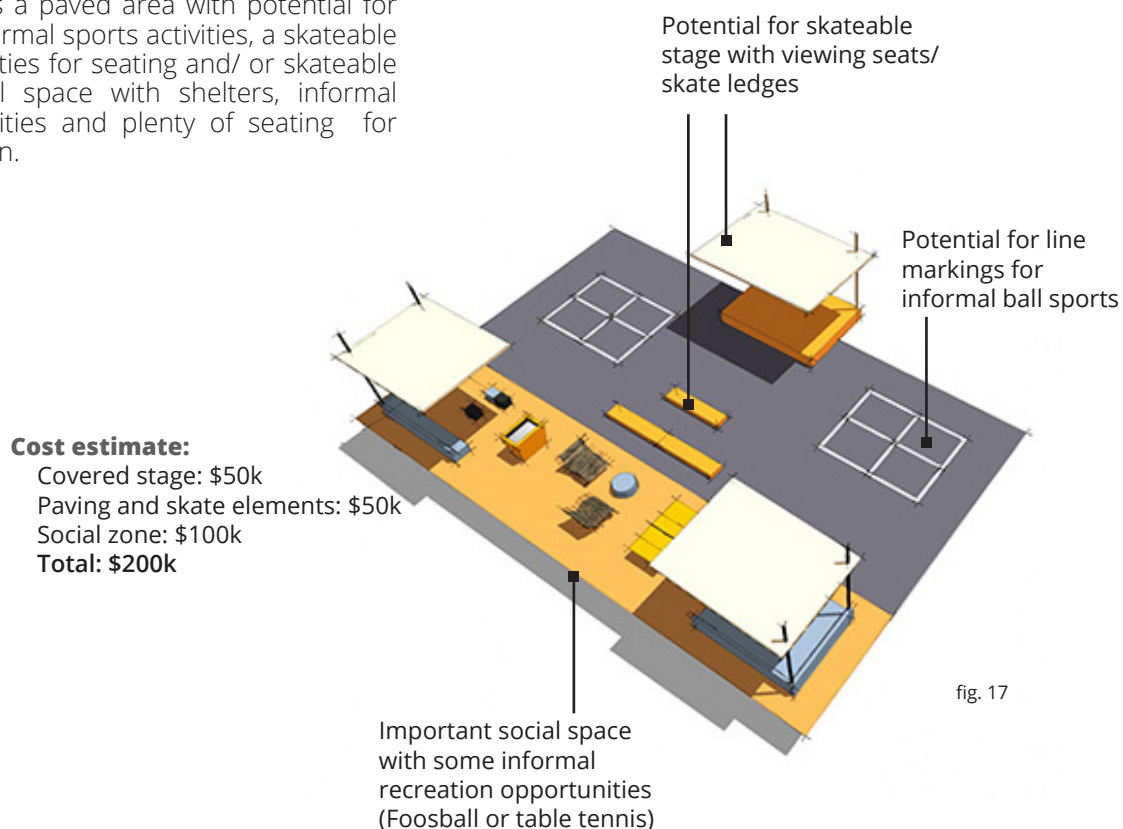 s a paved area with potential for
ormal sports activities, a skateable
ties for seating and/ or skateable
l space with shelters, informal
ities and plenty of seating for
n.
Potential for skateable
stage with viewing seats/
skate ledges
Potential for line
markings for
informal ball sports
Cost estimate:
Covered stage: $50k
Paving and skate elements: $50k
Social zone: $100k
Total: $200k
fig. 17
Important social space
with some informal
recreation opportunities
(Foosball or table tennis)